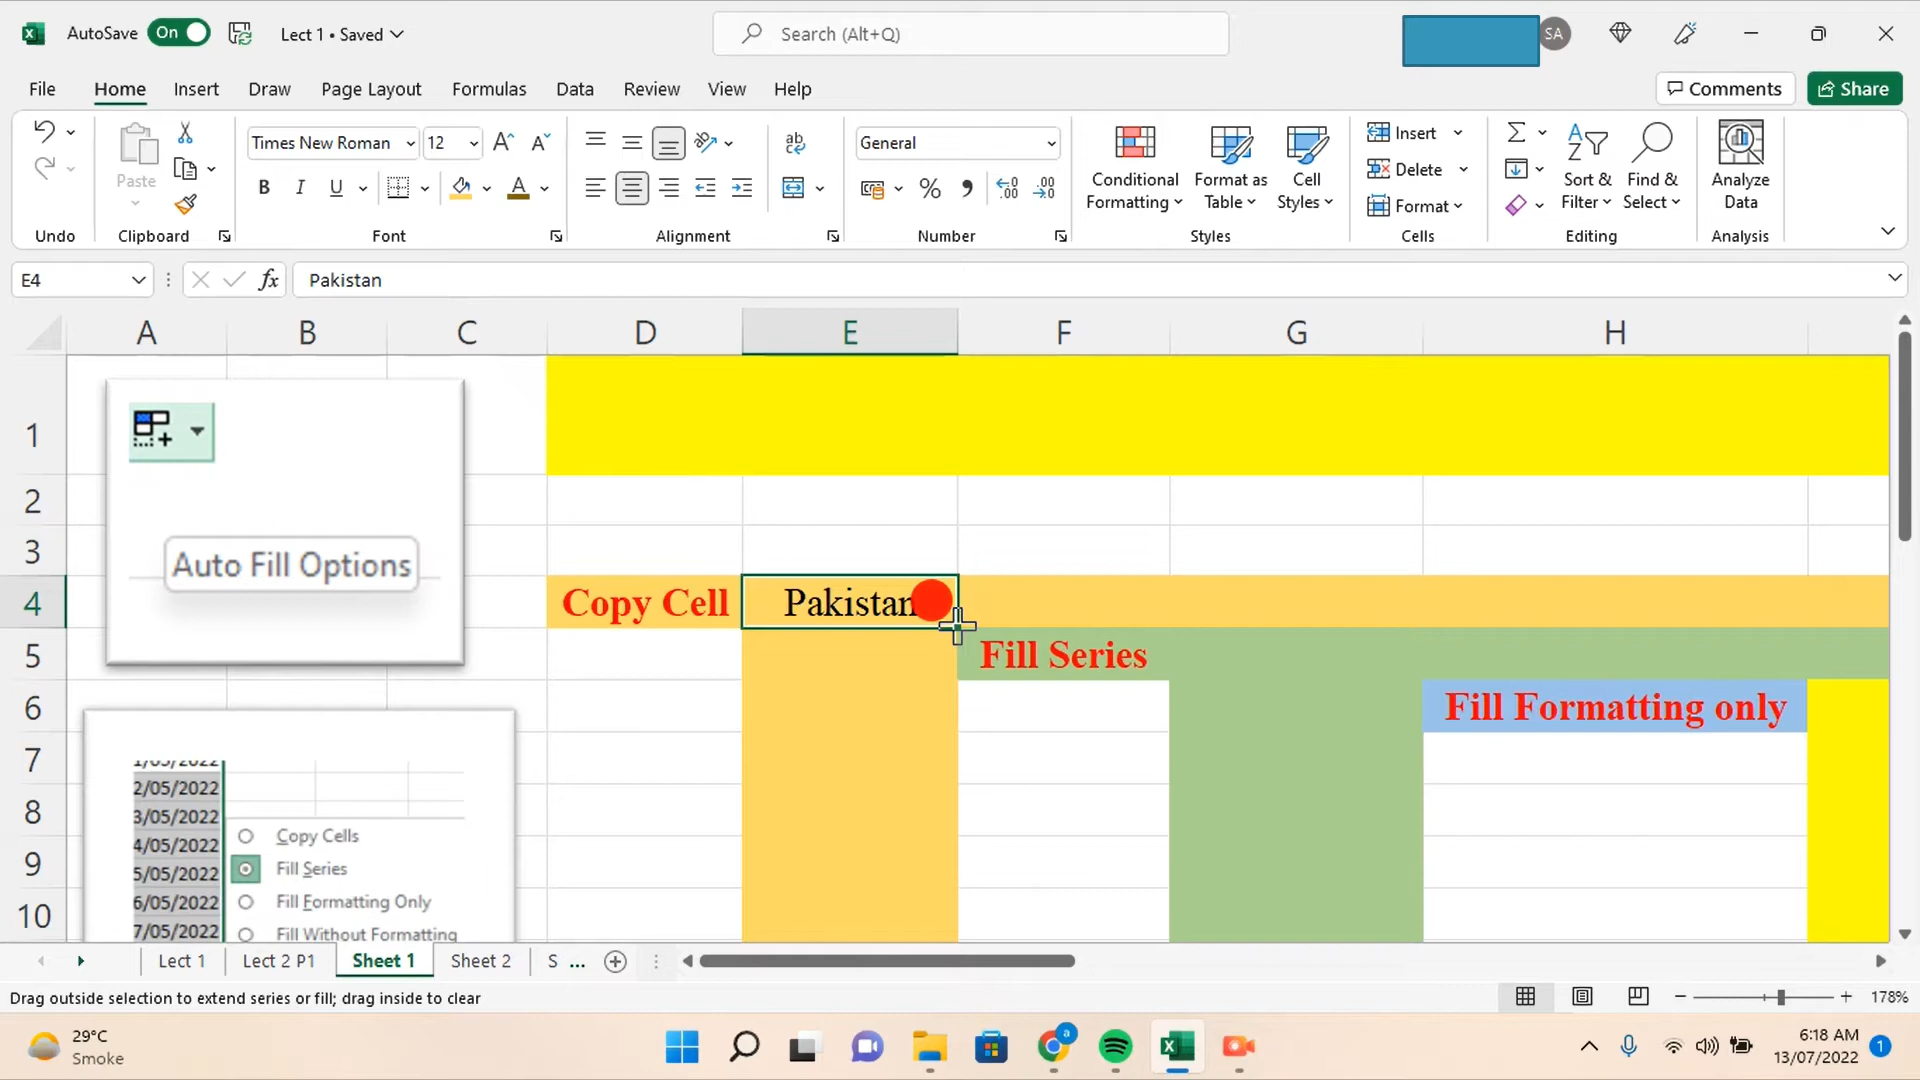 AutoSave On Lect 1 • Saved Search (Alt+Q) SA
File Home Insert Draw Page Layout Formulas Data Review View Help Comments Share
Times New Roman 12 General Insert
Paste B I U % Delete
Conditional Formatting Format as Table Cell Styles Format Sort & Filter Find & Select Analyze Data
Undo Clipboard Font Alignment Number Styles Cells Editing Analysis
E4 fx Pakistan
A B C D E F G H
1
2
3
Auto Fill Options
4 Copy Cell Pakistan
5 Fill Series
6 Fill Formatting only
7
8
9
10
1/05/2022
2/05/2022
3/05/2022
4/05/2022 Copy Cells
5/05/2022 Fill Series
6/05/2022 Fill Formatting Only
7/05/2022 Fill Without Formatting
Lect 1 Lect 2 P1 Sheet 1 Sheet 2 S ...
Drag outside selection to extend series or fill; drag inside to clear 178%
29°C
Smoke
6:18 AM
13/07/2022 1